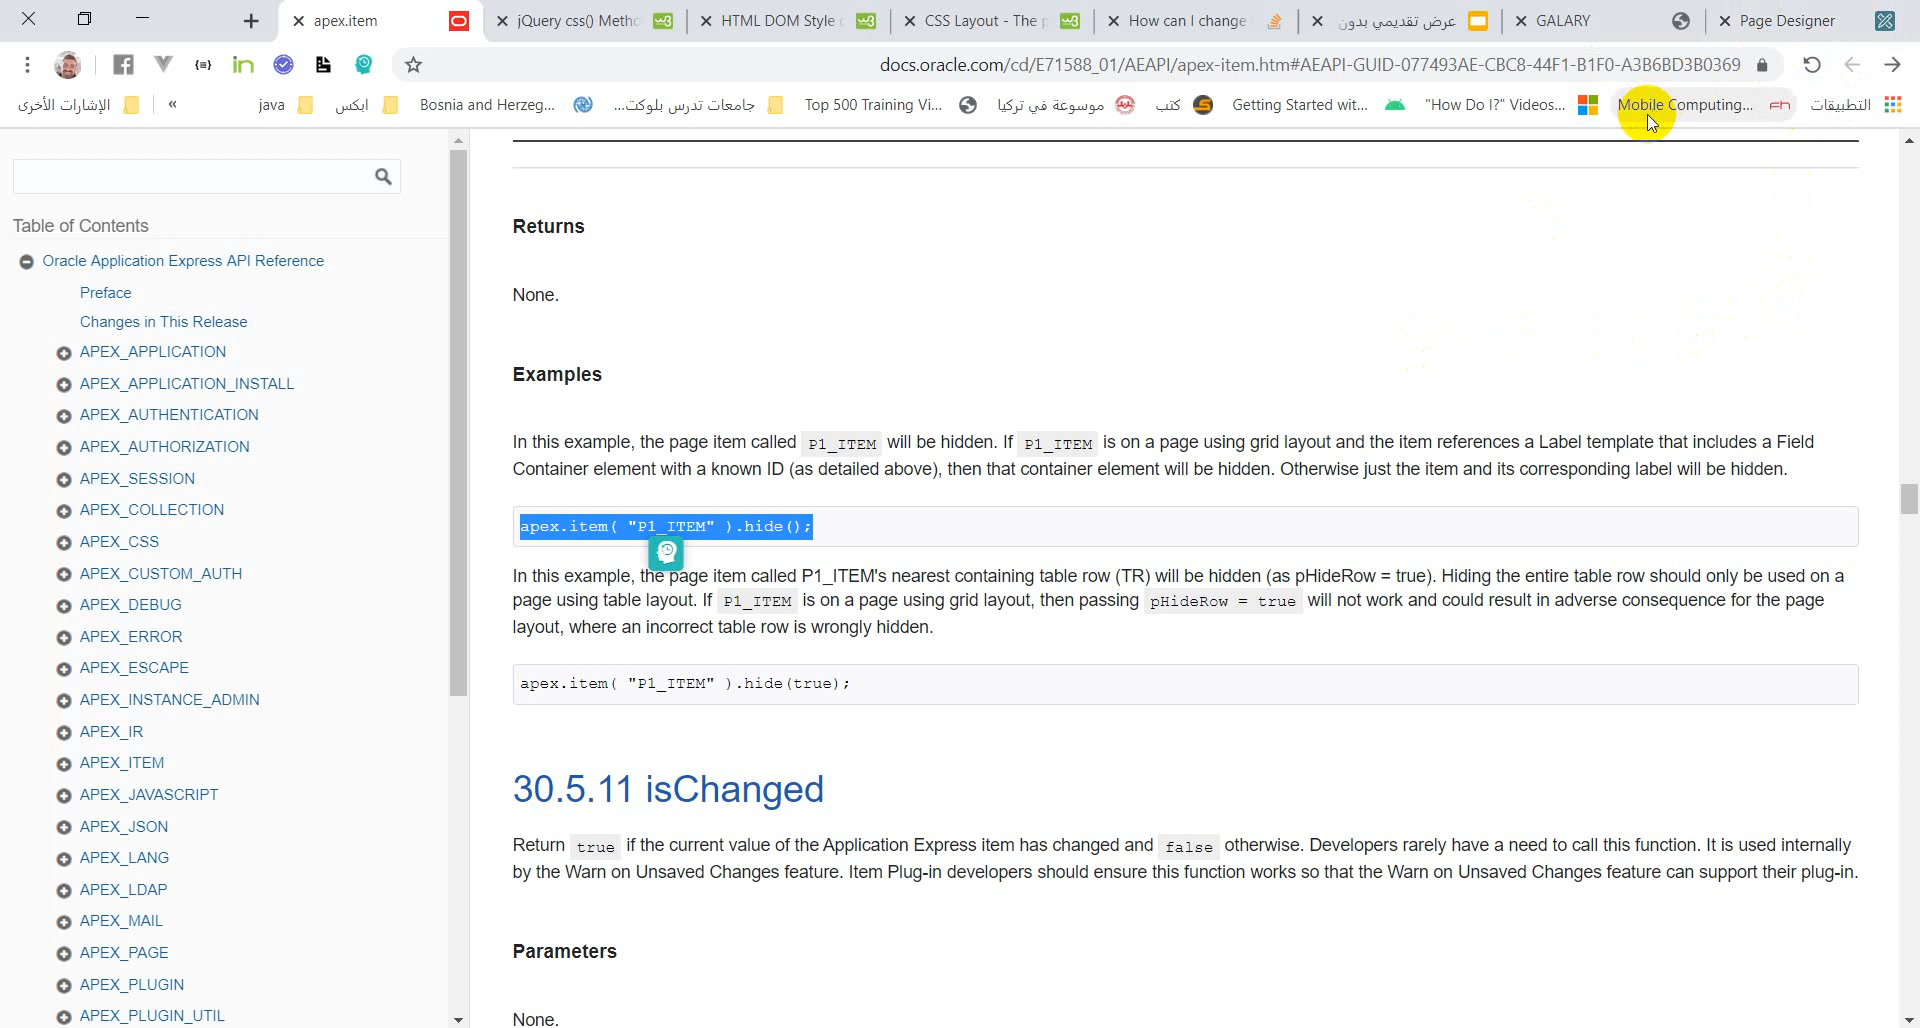 apex.item
jQuery css() Metho
HTML DOM Style
CSS Layout - The
How can I change
عرض تقديمي بدون
GALARY
Page Designer
docs.oracle.com/cd/E71588_01/AEAPI/apex-item.htm#AEAPI-GUID-077493AE-CBC8-44F1-B1F0-A3B6BD3B0369
الإشارات الأخرى
»
java
ابكس
Bosnia and Herzeg...
جامعات تدرس بلوكت...
Top 500 Training Vi...
موسوعة في تركيا
كتب
Getting Started wit...
"How Do I?" Videos...
Mobile Computing...
التطبيقات
Table of Contents
Oracle Application Express API Reference
Preface
Changes in This Release
APEX_APPLICATION
APEX_APPLICATION_INSTALL
APEX_AUTHENTICATION
APEX_AUTHORIZATION
APEX_SESSION
APEX_COLLECTION
APEX_CSS
APEX_CUSTOM_AUTH
APEX_DEBUG
APEX_ERROR
APEX_ESCAPE
APEX_INSTANCE_ADMIN
APEX_IR
APEX_ITEM
APEX_JAVASCRIPT
APEX_JSON
APEX_LANG
APEX_LDAP
APEX_MAIL
APEX_PAGE
APEX_PLUGIN
APEX_PLUGIN_UTIL
Returns
None.
Examples
In this example, the page item called P1_ITEM will be hidden. If P1_ITEM is on a page using grid layout and the item references a Label template that includes a Field
Container element with a known ID (as detailed above), then that container element will be hidden. Otherwise just the item and its corresponding label will be hidden.
apex.item( "P1_ITEM" ).hide();
In this example, the page item called P1_ITEM's nearest containing table row (TR) will be hidden (as pHideRow = true). Hiding the entire table row should only be used on a
page using table layout. If P1_ITEM is on a page using grid layout, then passing pHideRow = true will not work and could result in adverse consequence for the page
layout, where an incorrect table row is wrongly hidden.
apex.item( "P1_ITEM" ).hide(true);
30.5.11 isChanged
Return true if the current value of the Application Express item has changed and false otherwise. Developers rarely have a need to call this function. It is used internally
by the Warn on Unsaved Changes feature. Item Plug-in developers should ensure this function works so that the Warn on Unsaved Changes feature can support their plug-in.
Parameters
None.